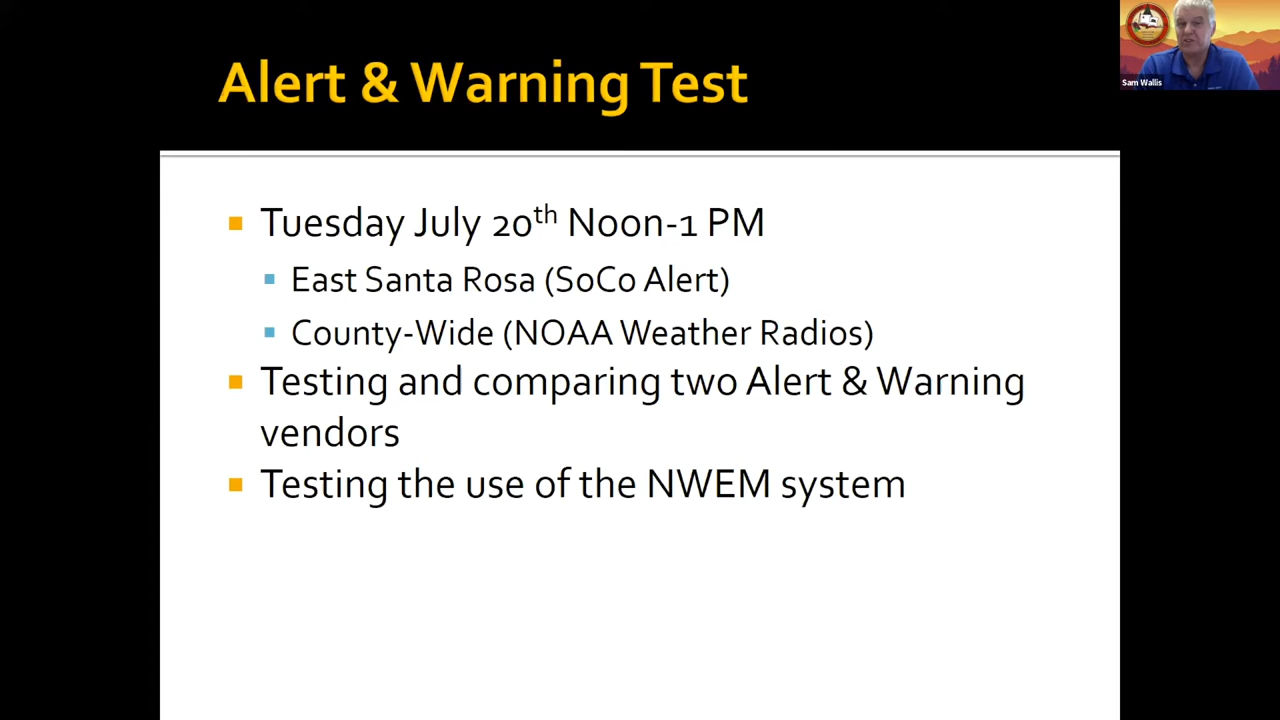 Alert & Warning Test
Sam Wallis
Tuesday July 20th Noon-1 PM
East Santa Rosa (SoCo Alert)
County-Wide (NOAA Weather Radios)
Testing and comparing two Alert & Warning
vendors
Testing the use of the NWEM system